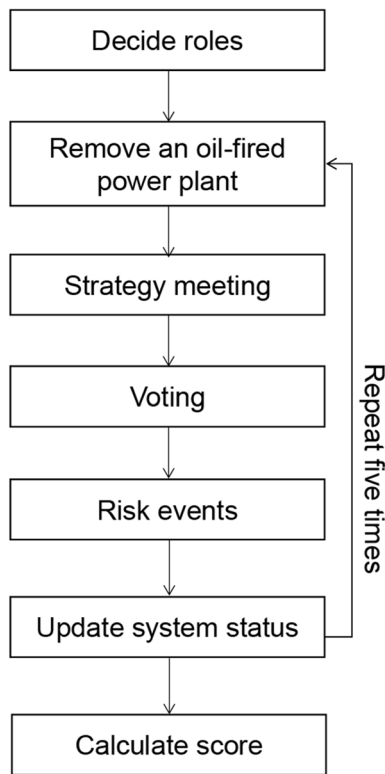 Decide roles
Remove an oil-fired
power plant
Strategy meeting
Voting
Risk events
Update system status
Calculate score
Repeat five times